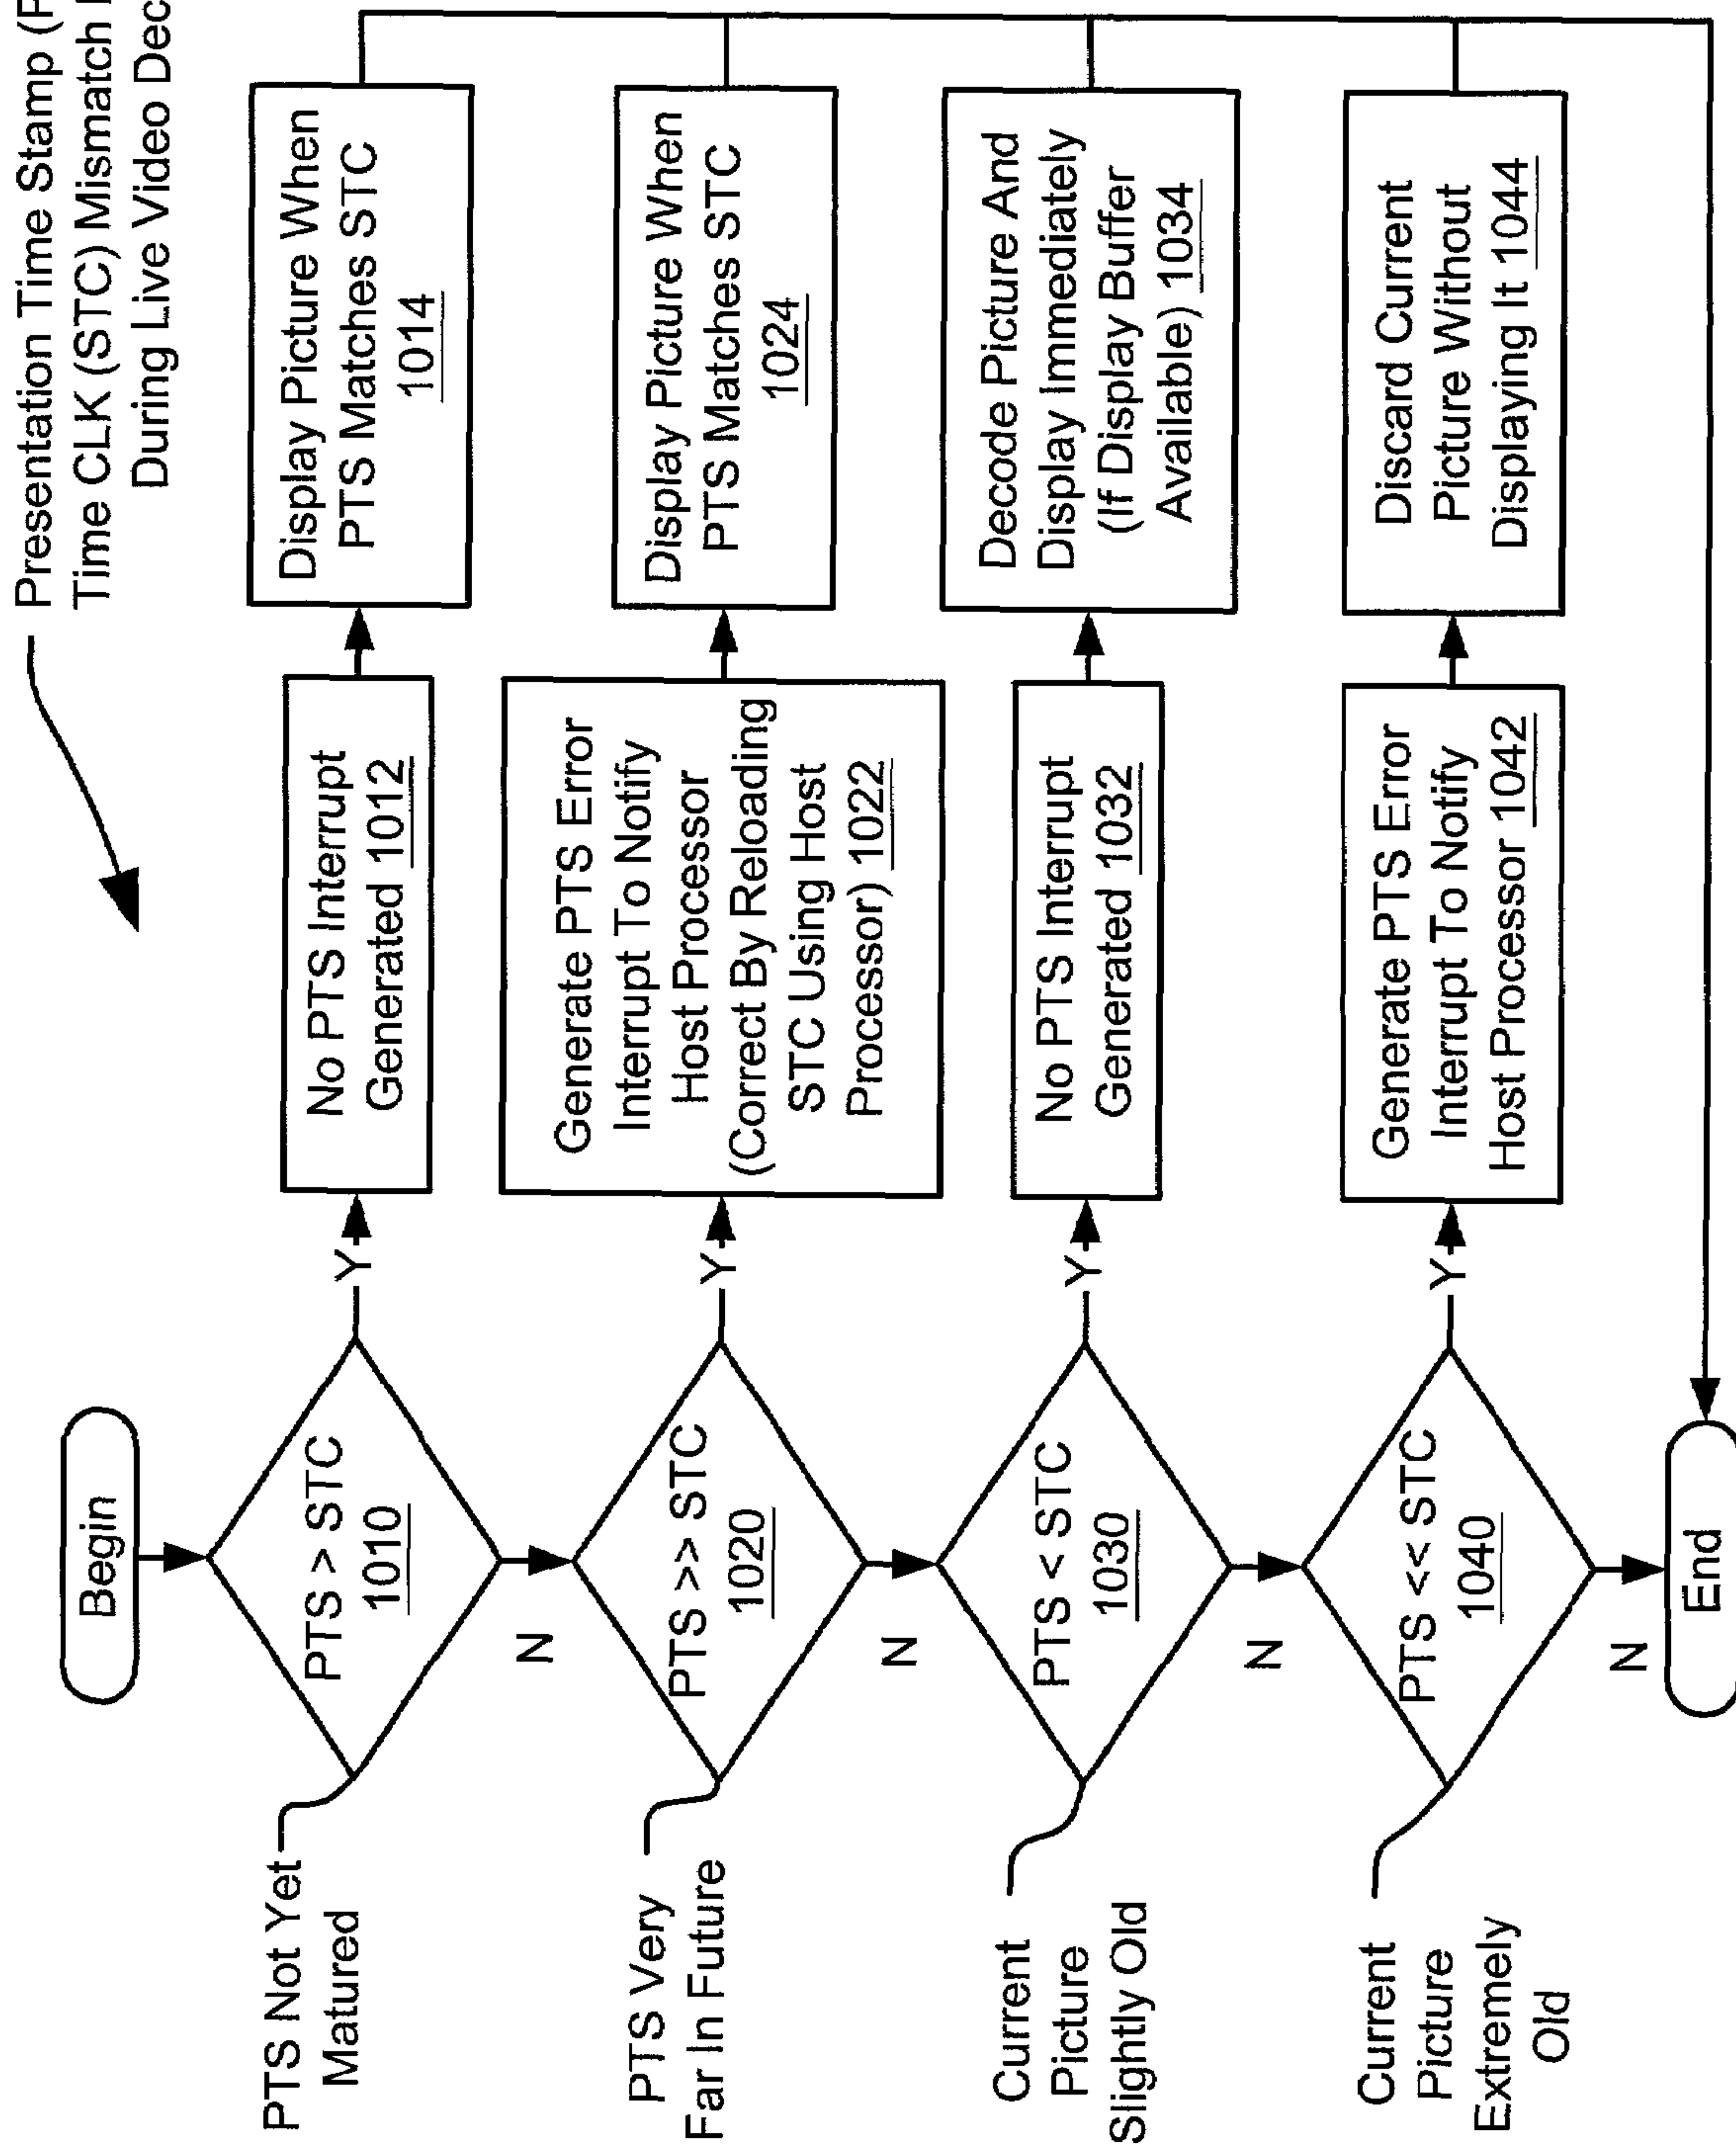 Presentation Time Stamp
Time CLK (STC) Mismatch
During Live Video
Begin
PTS Not Yet
Matured
PTS > STC
1010
Y
No PTS Interrupt
Generated 1012
Display Picture When
PTS Matches STC
1014
N
PTS Very
Far In Future
PTS >> STC
1020
Y
Generate PTS Error
Interrupt To Notify
Host Processor
(Correct By Reloading
STC Using Host
Processor) 1022
Display Picture When
PTS Matches STC
1024
N
Current
Picture
Slightly Old
PTS < STC
1030
Y
No PTS Interrupt
Generated 1032
Decode Picture And
Display Immediately
(If Display Buffer
Available) 1034
N
Current
Picture
Extremely
Old
PTS << STC
1040
Y
Generate PTS Error
Interrupt To Notify
Host Processor 1042
Discard Current
Picture Without
Displaying It 1044
N
End